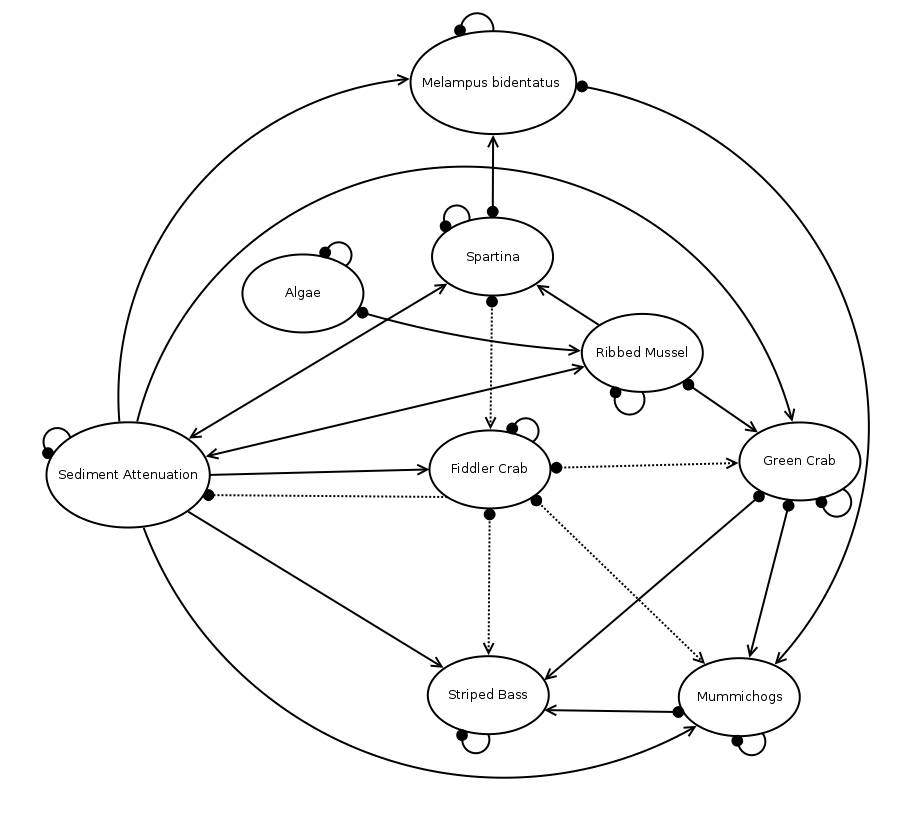 Melampus bidentatus
Spartina
Algae
Ribbed Mussel
Sediment Attenuation
Fiddler Crab
Green Crab
Striped Bass
Mummichogs